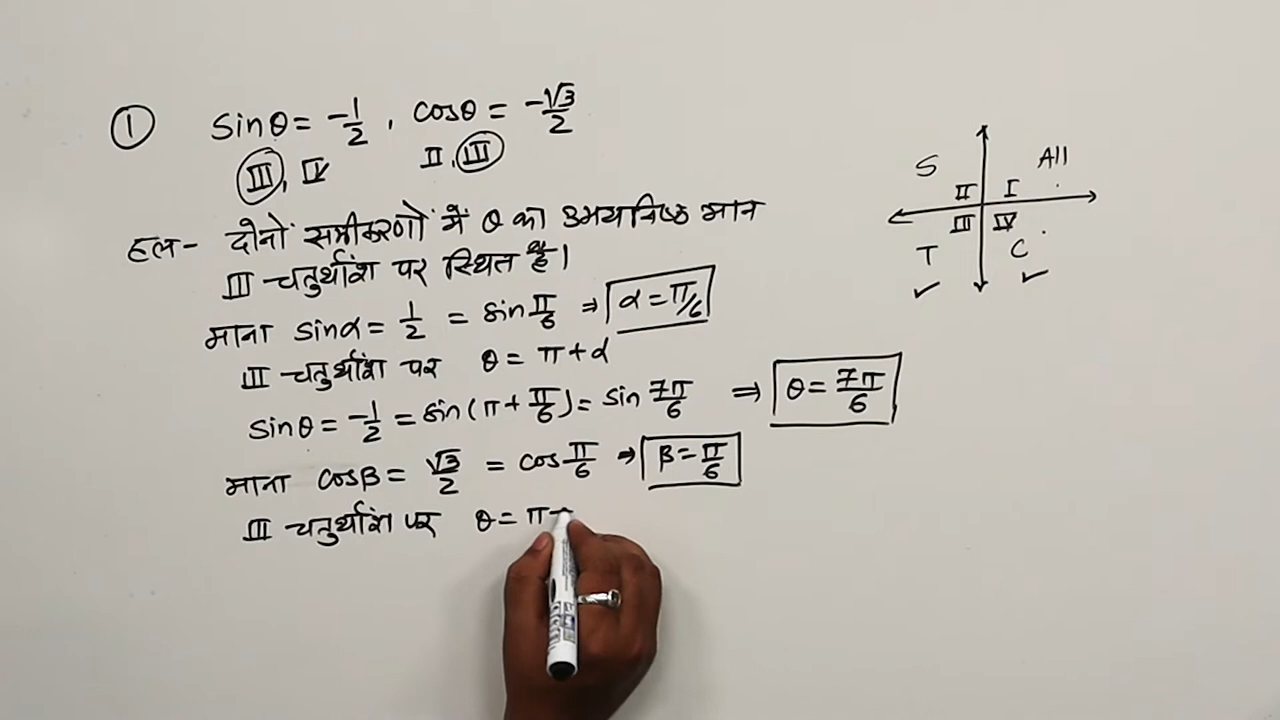 ① sinθ = -1/2 , cosθ = -√3/2
III, IV II, III
हल- दोनों समीकरणों में θ का उभयनिष्ठ मान
III चतुर्थांश पर स्थित है।
माना sinα = 1/2 = sin π/6 ⇒ α = π/6
III चतुर्थांश पर θ = π+α
sinθ = -1/2 = sin(π + π/6) = sin 7π/6 ⇒ θ = 7π/6
माना cosβ = √3/2 = cos π/6 ⇒ β = π/6
III चतुर्थांश पर θ = π
S All
II I
III IV
T C